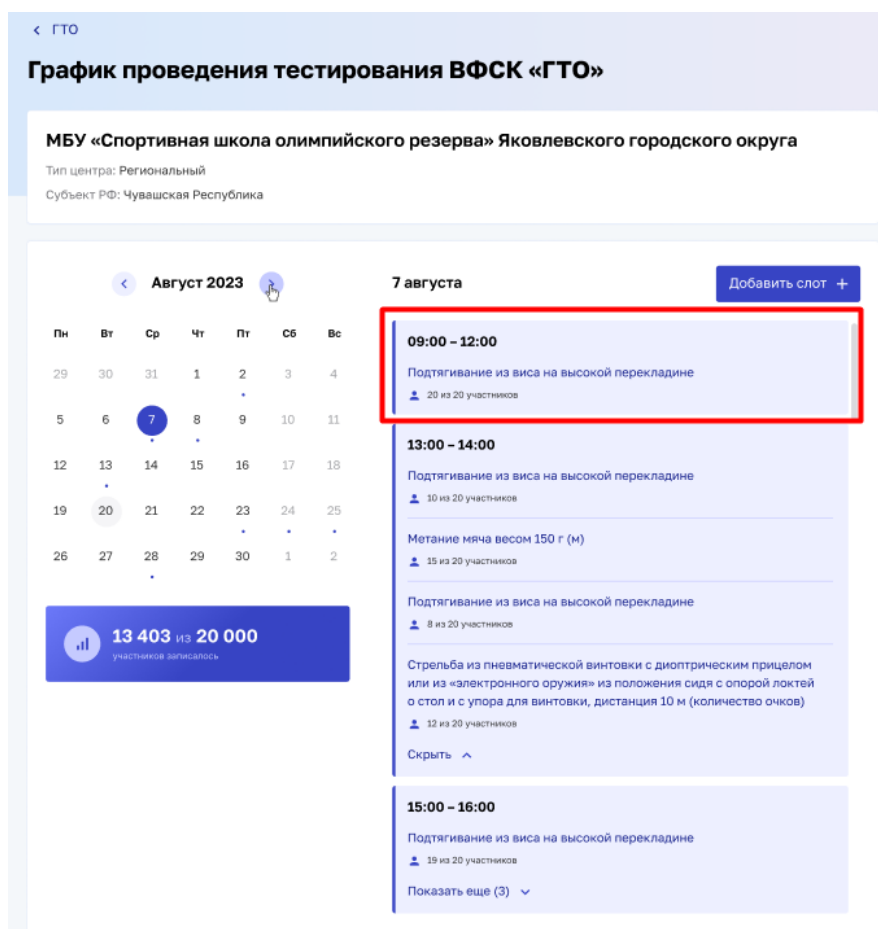 ГТО
График проведения тестирования ВФСК «ГТО»
МБУ «Спортивная школа олимпийского резерва» Яковлевского городского округа
Тип центра: Региональный
Субъект РФ: Чувашская Республика
Август 2023
Пн Вт Ср Чт Пт Сб Вс
29 30 31 1 2 3 4
5 6 7 8 9 10 11
12 13 14 15 16 17 18
19 20 21 22 23 24 25
26 27 28 29 30 1 2
13 403 из 20 000
участников записалось
7 августа
Добавить слот +
09:00 – 12:00
Подтягивание из виса на высокой перекладине
20 из 20 участников
13:00 – 14:00
Подтягивание из виса на высокой перекладине
10 из 20 участников
Метание мяча весом 150 г (м)
15 из 20 участников
Подтягивание из виса на высокой перекладине
8 из 20 участников
Стрельба из пневматической винтовки с диоптрическим прицелом
или из «электронного оружия» из положения сидя с опорой локтей
о стол и с упора для винтовки, дистанция 10 м (количество очков)
12 из 20 участников
Скрыть
15:00 – 16:00
Подтягивание из виса на высокой перекладине
19 из 20 участников
Показать еще (3)